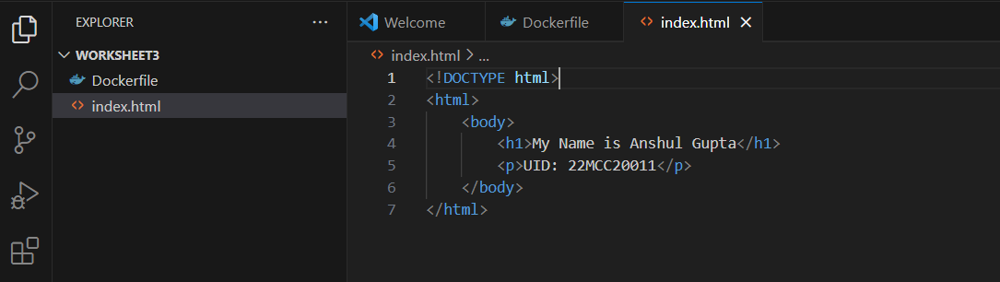 EXPLORER ...
WORKSHEET3
Dockerfile
index.html
Welcome Dockerfile index.html
index.html > ...
1 <!DOCTYPE html>
2 <html>
3     <body>
4         <h1>My Name is Anshul Gupta</h1>
5         <p>UID: 22MCC20011</p>
6     </body>
7 </html>